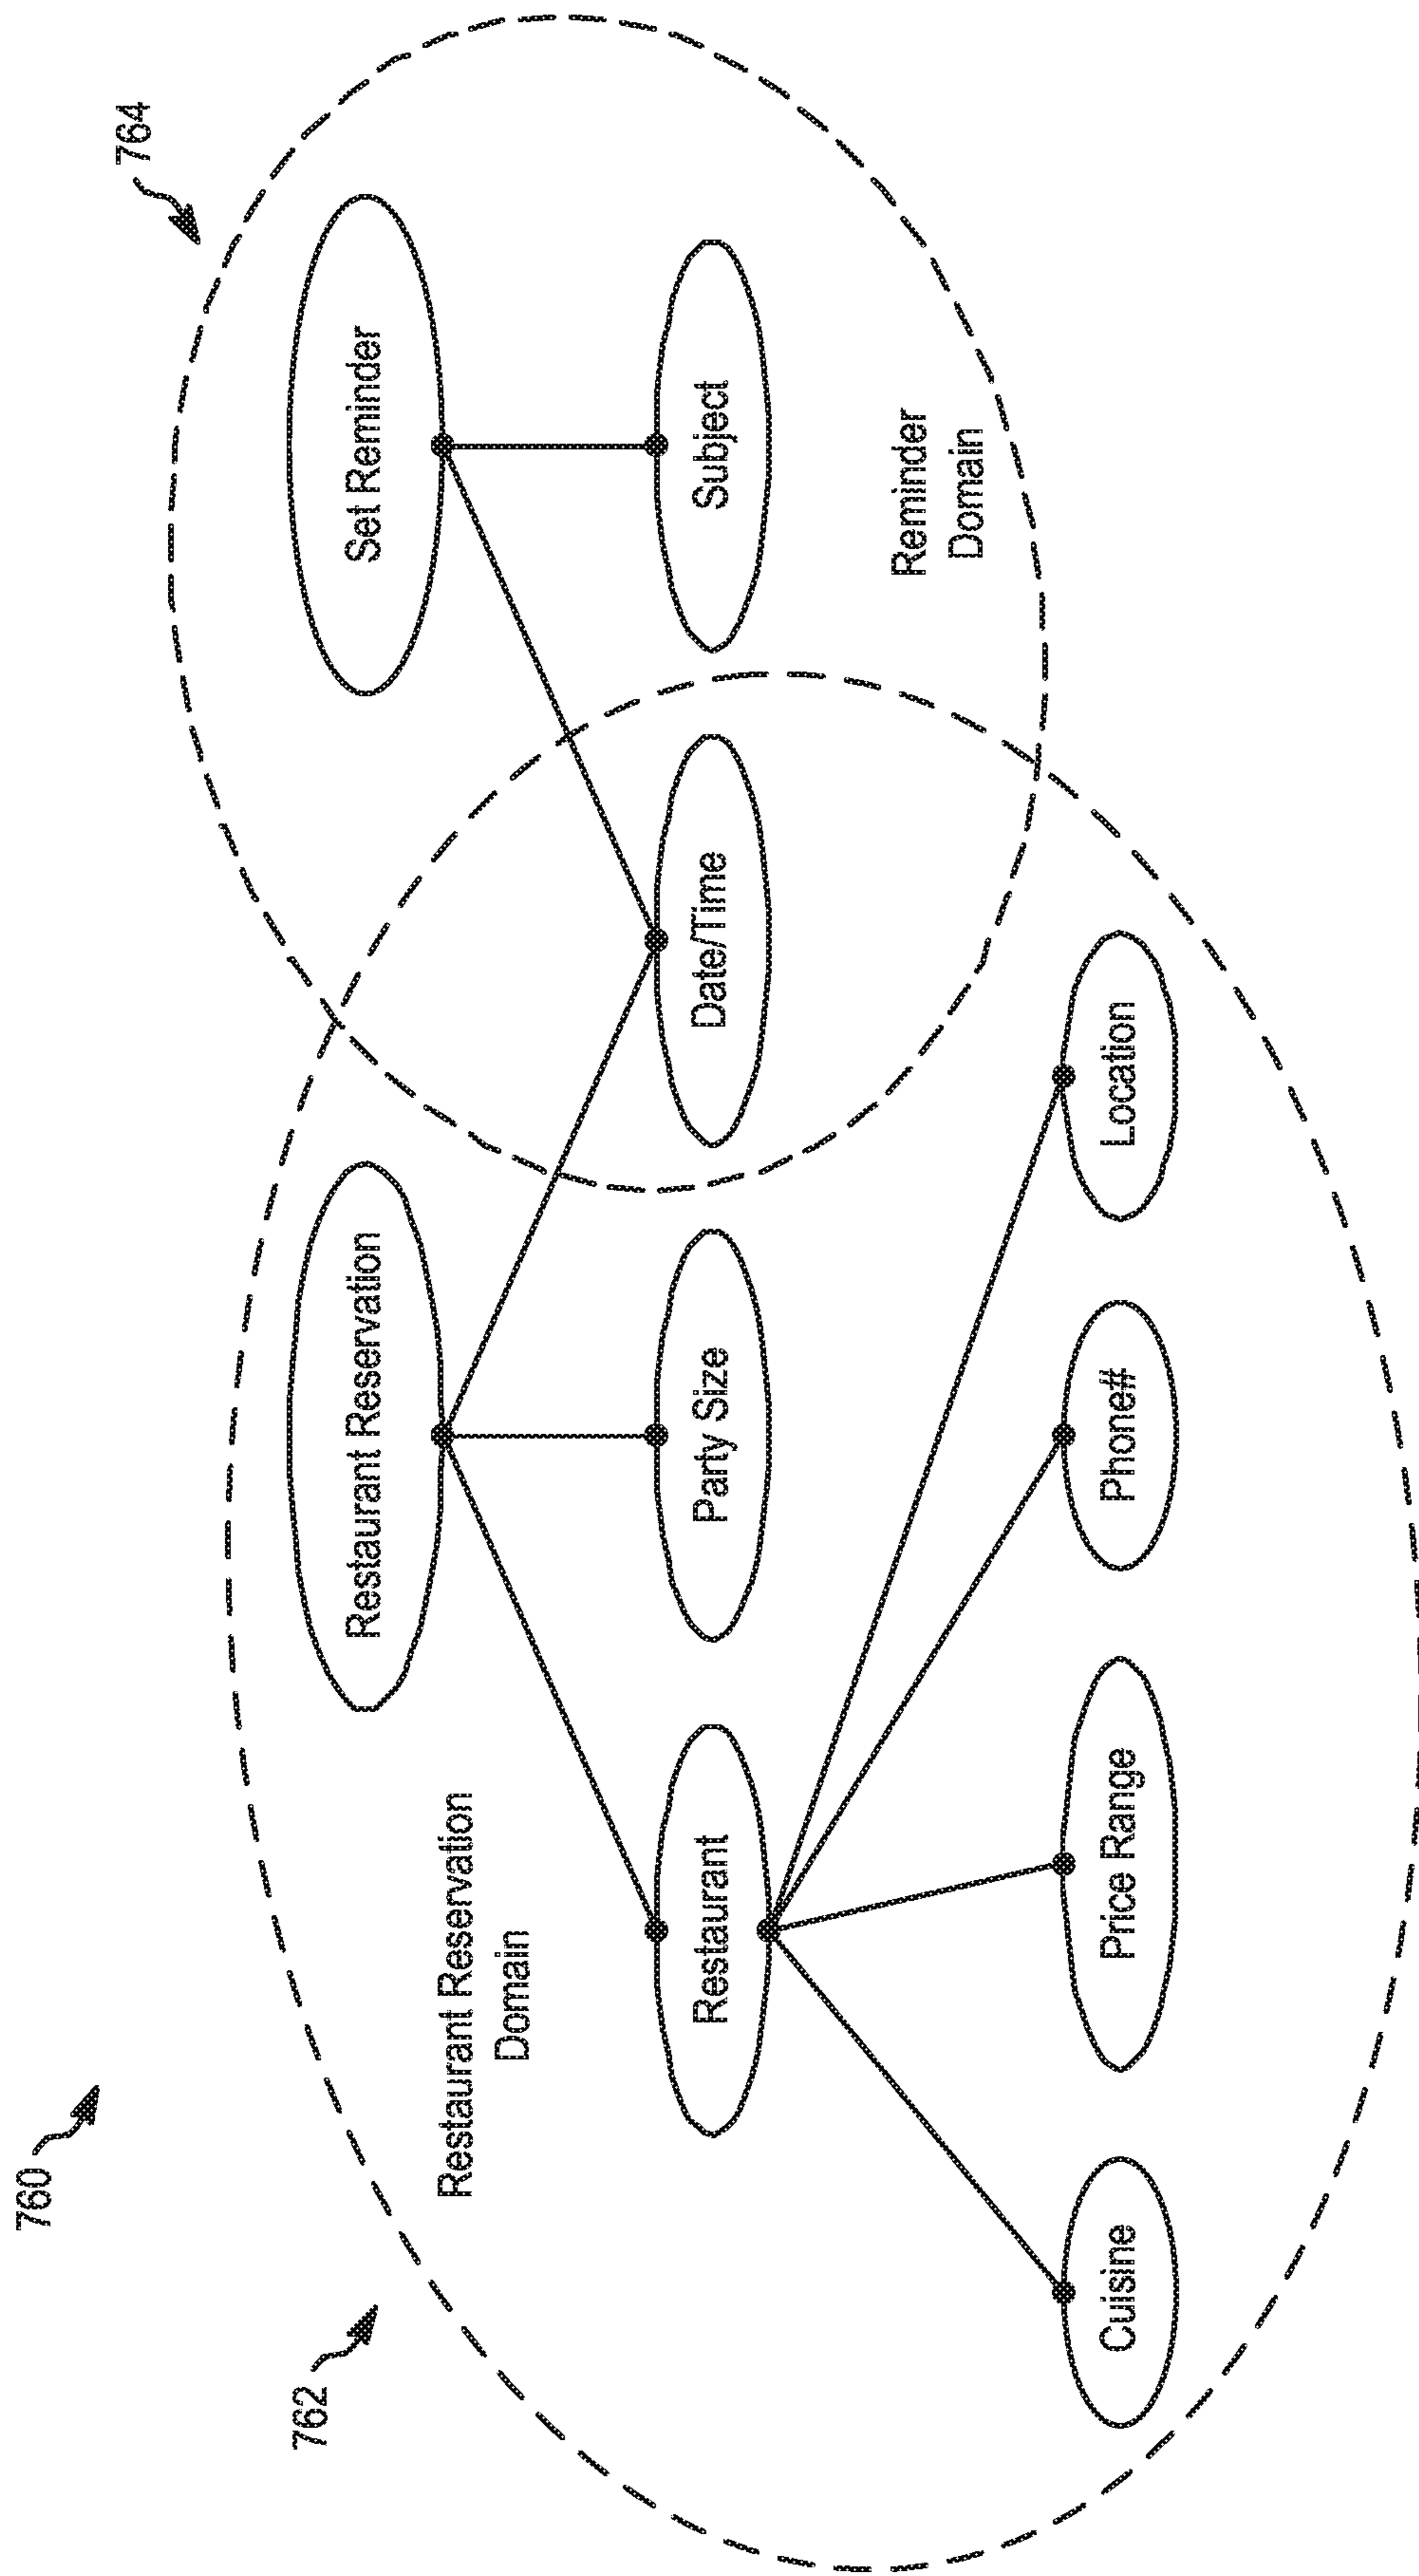 760
762
764
Restaurant Reservation
Domain
Restaurant Reservation
Set Reminder
Restaurant
Party Size
Date/Time
Subject
Reminder
Domain
Cuisine
Price Range
Phone#
Location